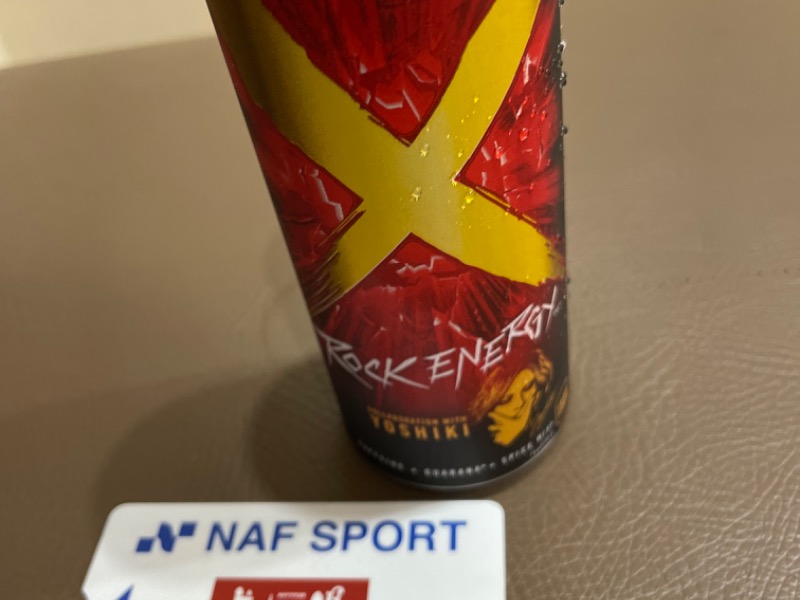 X
ROCK ENERGY
COLLABORATION WITH
YOSHIKI
NAF SPORT